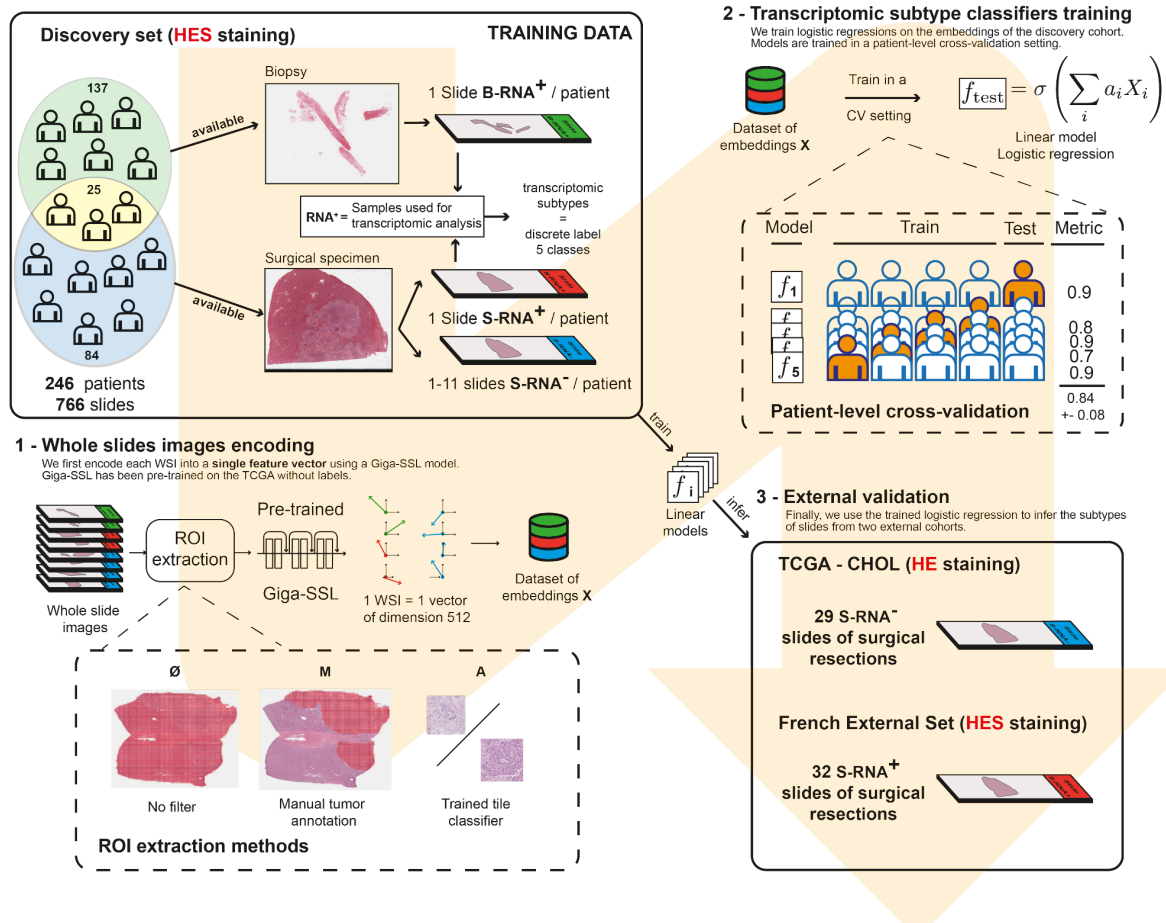 Discovery set (HES staining)
TRAINING DATA
137
25
84
246 patients
766 slides
available
available
Biopsy
1 Slide B-RNA+ / patient
RNA+ = Samples used for
transcriptomic analysis
transcriptomic
subtypes
=
discrete label
5 classes
Surgical specimen
1 Slide S-RNA+ / patient
1-11 slides S-RNA- / patient
train
infer
f i
Linear
models
1 - Whole slides images encoding
We first encode each WSI into a single feature vector using a Giga-SSL model.
Giga-SSL has been pre-trained on the TCGA without labels.
Whole slide
images
ROI
extraction
Pre-trained
Giga-SSL
1 WSI = 1 vector
of dimension 512
Dataset of
embeddings X
Ø
M
A
No filter
Manual tumor
annotation
Trained tile
classifier
ROI extraction methods
2 - Transcriptomic subtype classifiers training
We train logistic regressions on the embeddings of the discovery cohort.
Models are trained in a patient-level cross-validation setting.
Dataset of
embeddings X
Train in a
CV setting
f_test = σ ( ∑_i a_i X_i )
Linear model
Logistic regression
Model
Train
Test
Metric
f1
0.9
f
0.8
f
0.9
f
0.7
f5
0.9
0.84
+- 0.08
Patient-level cross-validation
3 - External validation
Finally, we use the trained logistic regression to infer the subtypes
of slides from two external cohorts.
TCGA - CHOL (HE staining)
29 S-RNA-
slides of surgical
resections
French External Set (HES staining)
32 S-RNA+
slides of surgical
resections